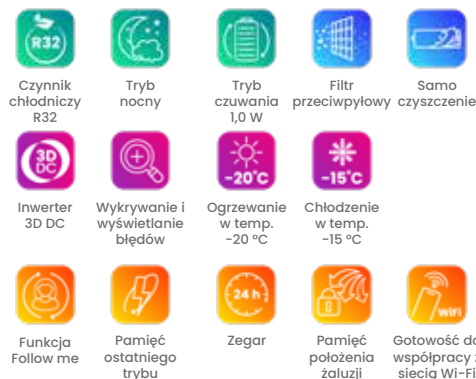 R32
Czynnik chłodniczy R32
Tryb nocny
Tryb czuwania 1,0 W
Filtr przeciwpyłowy
Samo czyszczenie
3D DC
Inwerter 3D DC
Wykrywanie i wyświetlanie błędów
-20°C
Ogrzewanie w temp. -20 °C
-15°C
Chłodzenie w temp. -15 °C
Funkcja Follow me
Pamięć ostatniego trybu
24 h
Zegar
Pamięć położenia żaluzji
WiFi
Gotowość do współpracy z siecią Wi-Fi